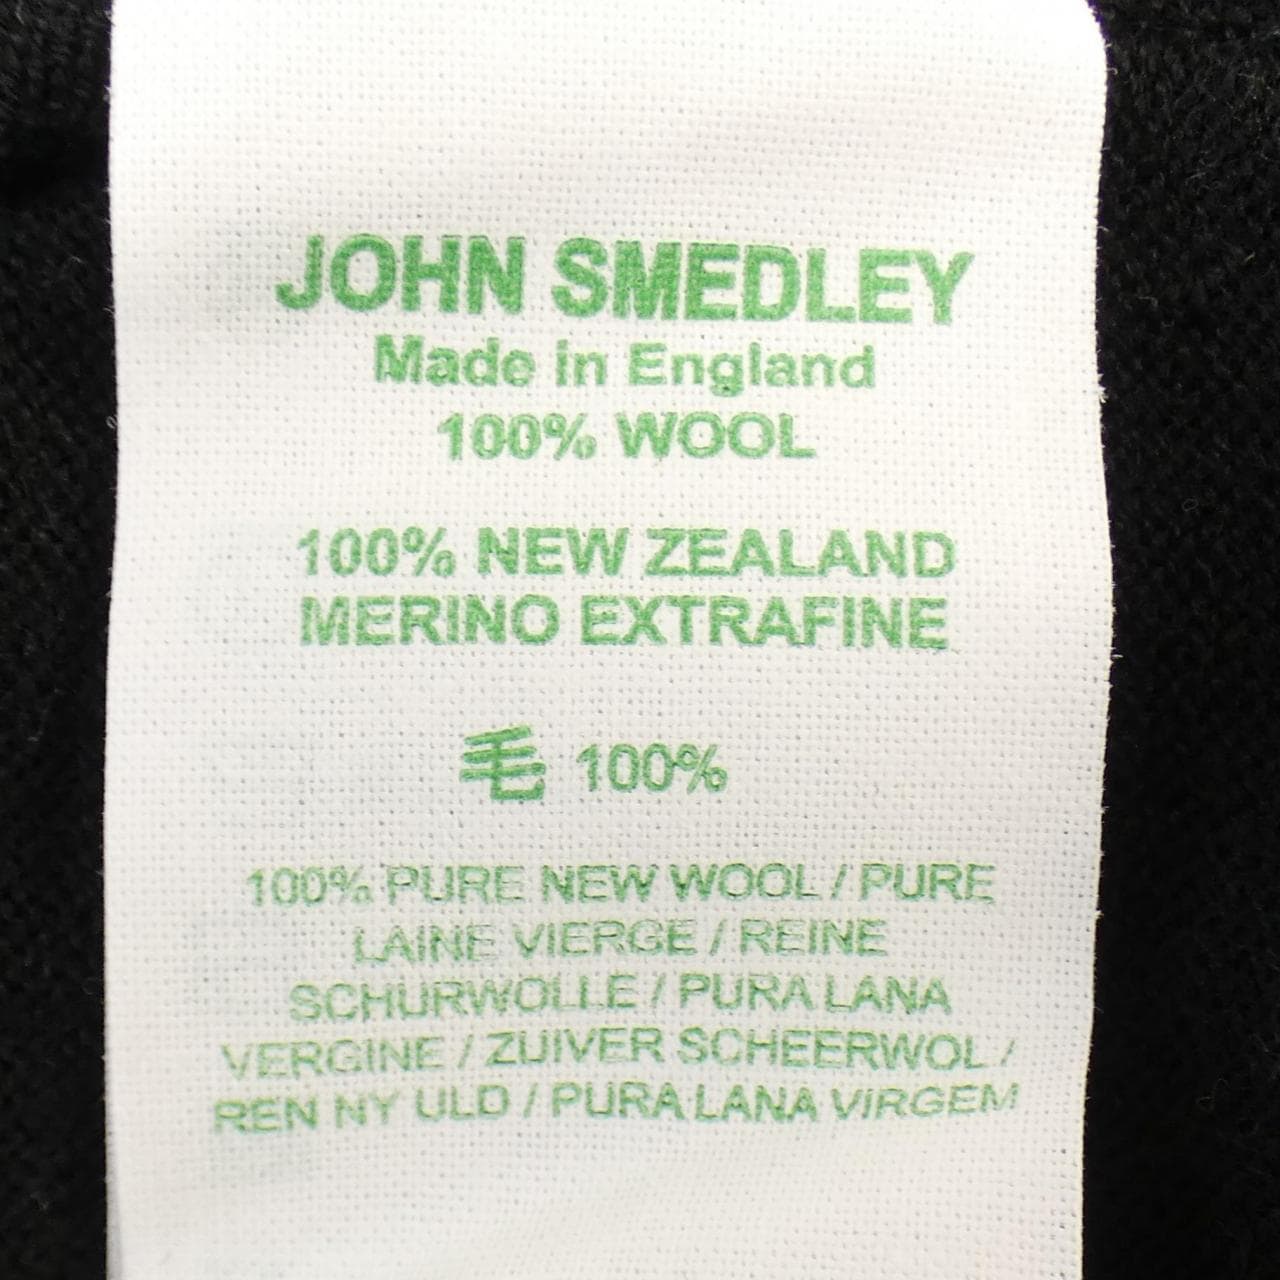 JOHN SMEDLEY
Made in England
100% WOOL
100% NEW ZEALAND
MERINO EXTRAFINE
毛 100%
100% PURE NEW WOOL / PURE
LAINE VIERGE / REINE
SCHURWOLLE / PURA LANA
VERGINE / ZUIVER SCHEERWOL /
REN NY ULD / PURA LANA VIRGEM